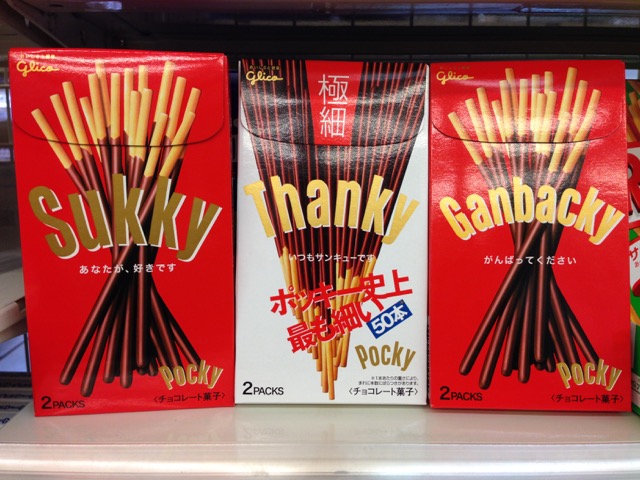 Glico
Sukky
あなたが、好きです
Pocky
2PACKS
〈チョコレート菓子〉
Glico
極細
Thanky
いつもサンキューです
ポッキー史上
最も細い
50本
Pocky
2PACKS
〈チョコレート菓子〉
Glico
Ganbacky
がんばってください
Pocky
2PACKS
〈チョコレート菓子〉